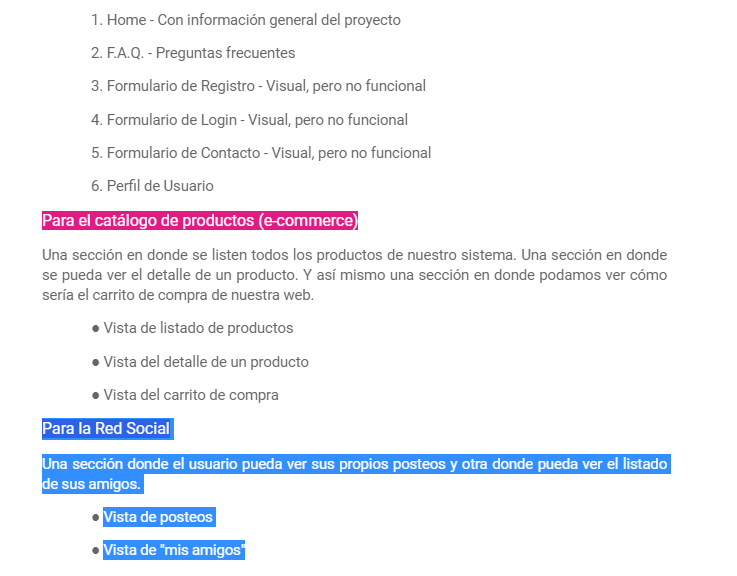 1. Home - Con información general del proyecto
2. F.A.Q. - Preguntas frecuentes
3. Formulario de Registro - Visual, pero no funcional
4. Formulario de Login - Visual, pero no funcional
5. Formulario de Contacto - Visual, pero no funcional
6. Perfil de Usuario
Para el catálogo de productos (e-commerce)
Una sección en donde se listen todos los productos de nuestro sistema. Una sección en donde
se pueda ver el detalle de un producto. Y así mismo una sección en donde podamos ver cómo
sería el carrito de compra de nuestra web.
● Vista de listado de productos
● Vista del detalle de un producto
● Vista del carrito de compra
Para la Red Social
Una sección donde el usuario pueda ver sus propios posteos y otra donde pueda ver el listado
de sus amigos.
● Vista de posteos
● Vista de "mis amigos"